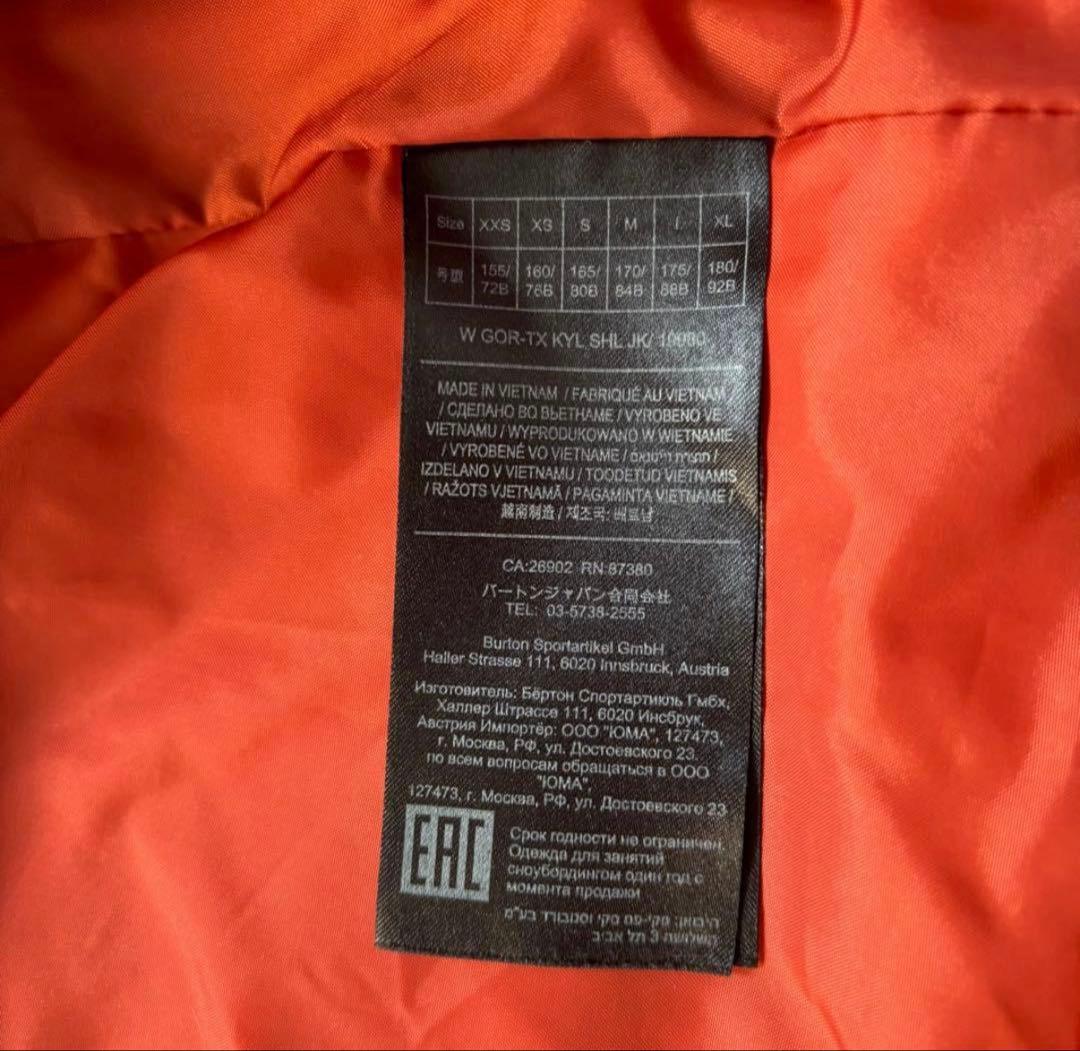 Size XXS XS S M L XL
号型 155/72B 160/76B 165/80B 170/84B 175/88B 180/92B
W GOR-TX KYL SHL JK/
MADE IN VIETNAM / FABRIQUÉ AU VIETNAM
/ СДЕЛАНО ВО ВЬЕТНАМЕ / VYROBENO VE
VIETNAMU / WYPRODUKOWANO W WIETNAMIE
/ VYROBENÉ VO VIETNAME / /
IZDELANO V VIETNAMU / TOODETUD VIETNAMIS
/ RAŽOTS VJETNAMĀ / PAGAMINTA VIETNAME /
越南制造 / 제조국: 베트남
CA:26902 RN 87380
バートンジャパン合同会社
TEL: 03-5738-2555
Burton Sportartikel GmbH
Haller Strasse 111, 6020 Innsbruck, Austria
Изготовитель: Бёртон Спортартикль Гмбх,
Халлер Штрассе 111, 6020 Инсбрук,
Австрия Импортёр: ООО "ЮМА", 127473,
г. Москва, РФ, ул. Достоевского 23.
по всем вопросам обращаться в ООО
"ЮМА",
127473, г. Москва, РФ, ул. Достоевского 23
EAC
Срок годности не ограничен.
Одежда для занятий
сноубордингом один год с
момента продажи
סקי וסנובורד בע"מ
3 תל אביב